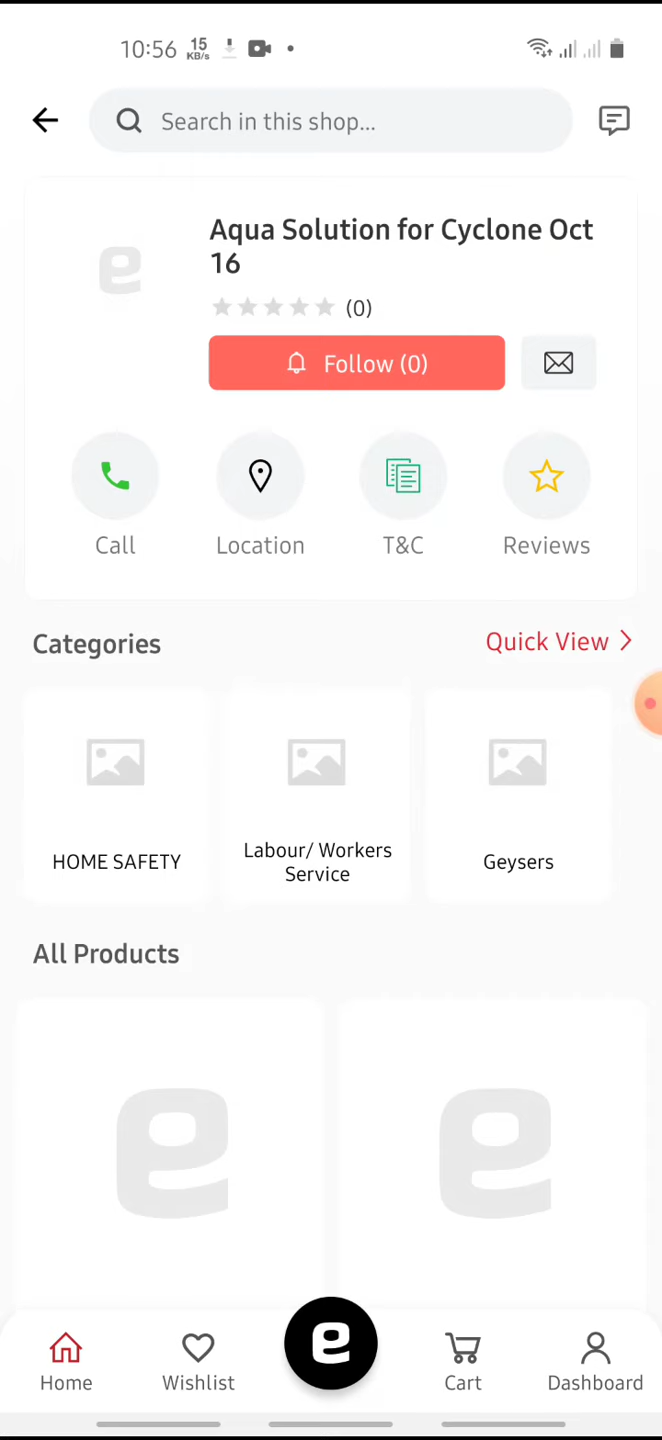 10:56 15 KB/s
Search in this shop...
Aqua Solution for Cyclone Oct
16
(0)
Follow (0)
Call Location T&C Reviews
Categories Quick View
HOME SAFETY
Labour/ Workers
Service
Geysers
All Products
e e
e
Home Wishlist Cart Dashboard